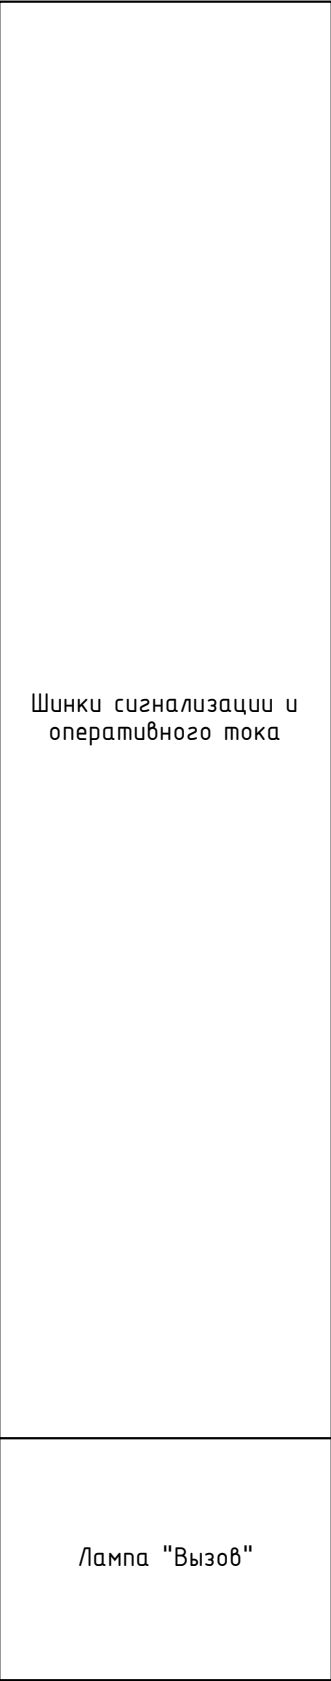 Шинки сигнализации и
оперативного тока
Лампа "Вызов"